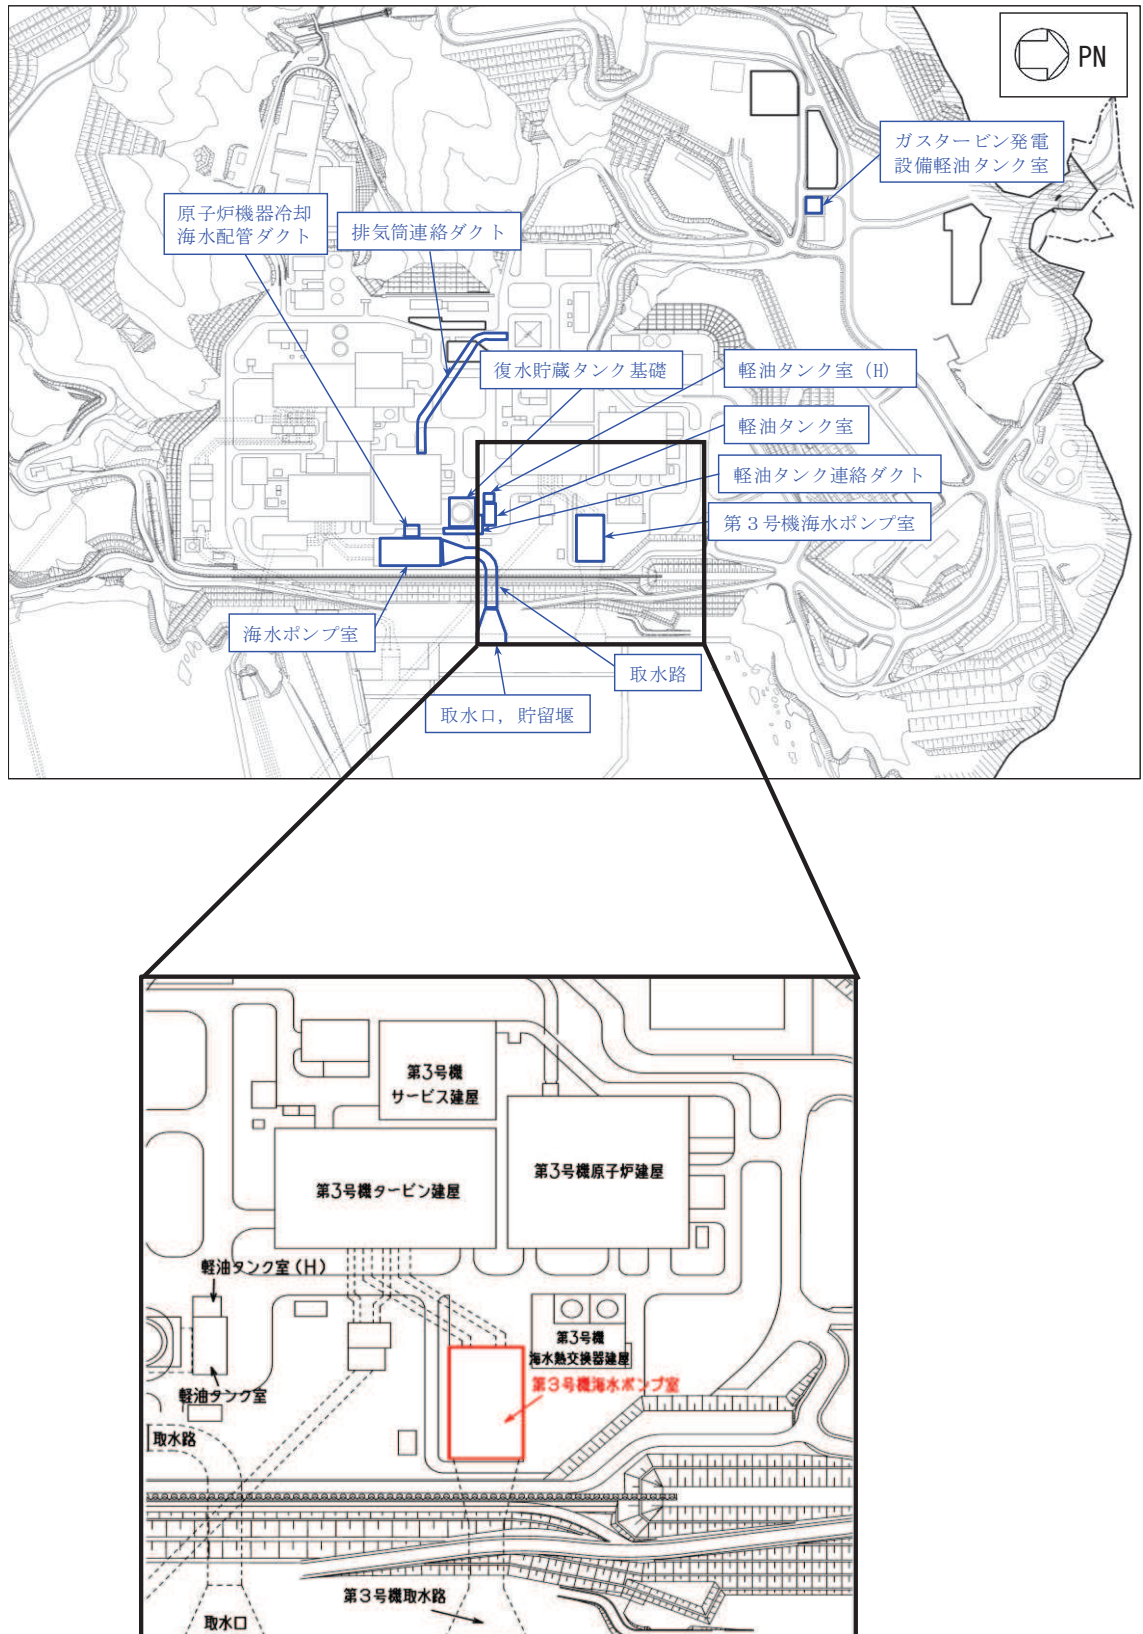 PN
ガスタービン発電
設備軽油タンク室
原子炉機器冷却
海水配管ダクト
排気筒連絡ダクト
復水貯蔵タンク基礎
軽油タンク室（H）
軽油タンク室
軽油タンク連絡ダクト
第３号機海水ポンプ室
海水ポンプ室
取水路
取水口，貯留堰
第3号機
サービス建屋
第3号機原子炉建屋
第3号機タービン建屋
軽油タンク室（H）
第3号機
海水熱交換器建屋
第３号機海水ポンプ室
軽油タンク室
取水路
第３号機取水路
取水口